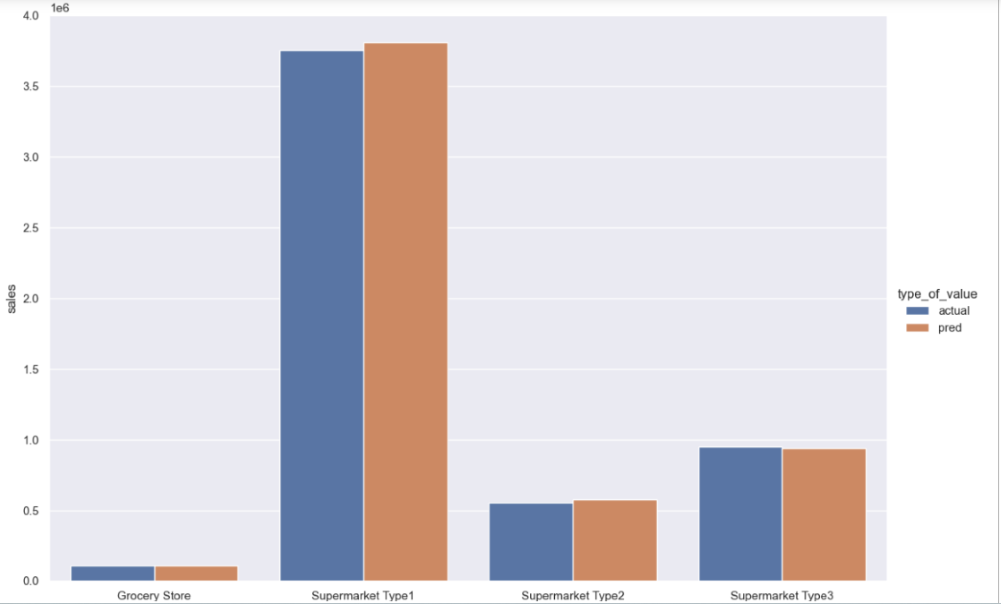 1e6
4.0
3.5
3.0
2.5
2.0
1.5
1.0
0.5
0.0
sales
Grocery Store
Supermarket Type1
Supermarket Type2
Supermarket Type3
type_of_value
actual
pred